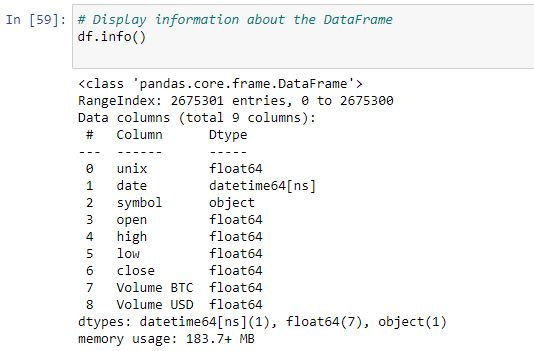 In [59]: # Display information about the DataFrame
df.info()
<class 'pandas.core.frame.DataFrame'>
RangeIndex: 2675301 entries, 0 to 2675300
Data columns (total 9 columns):
 #   Column      Dtype
---  ------      -----
 0   unix        float64
 1   date        datetime64[ns]
 2   symbol      object
 3   open        float64
 4   high        float64
 5   low         float64
 6   close       float64
 7   Volume BTC  float64
 8   Volume USD  float64
dtypes: datetime64[ns](1), float64(7), object(1)
memory usage: 183.7+ MB